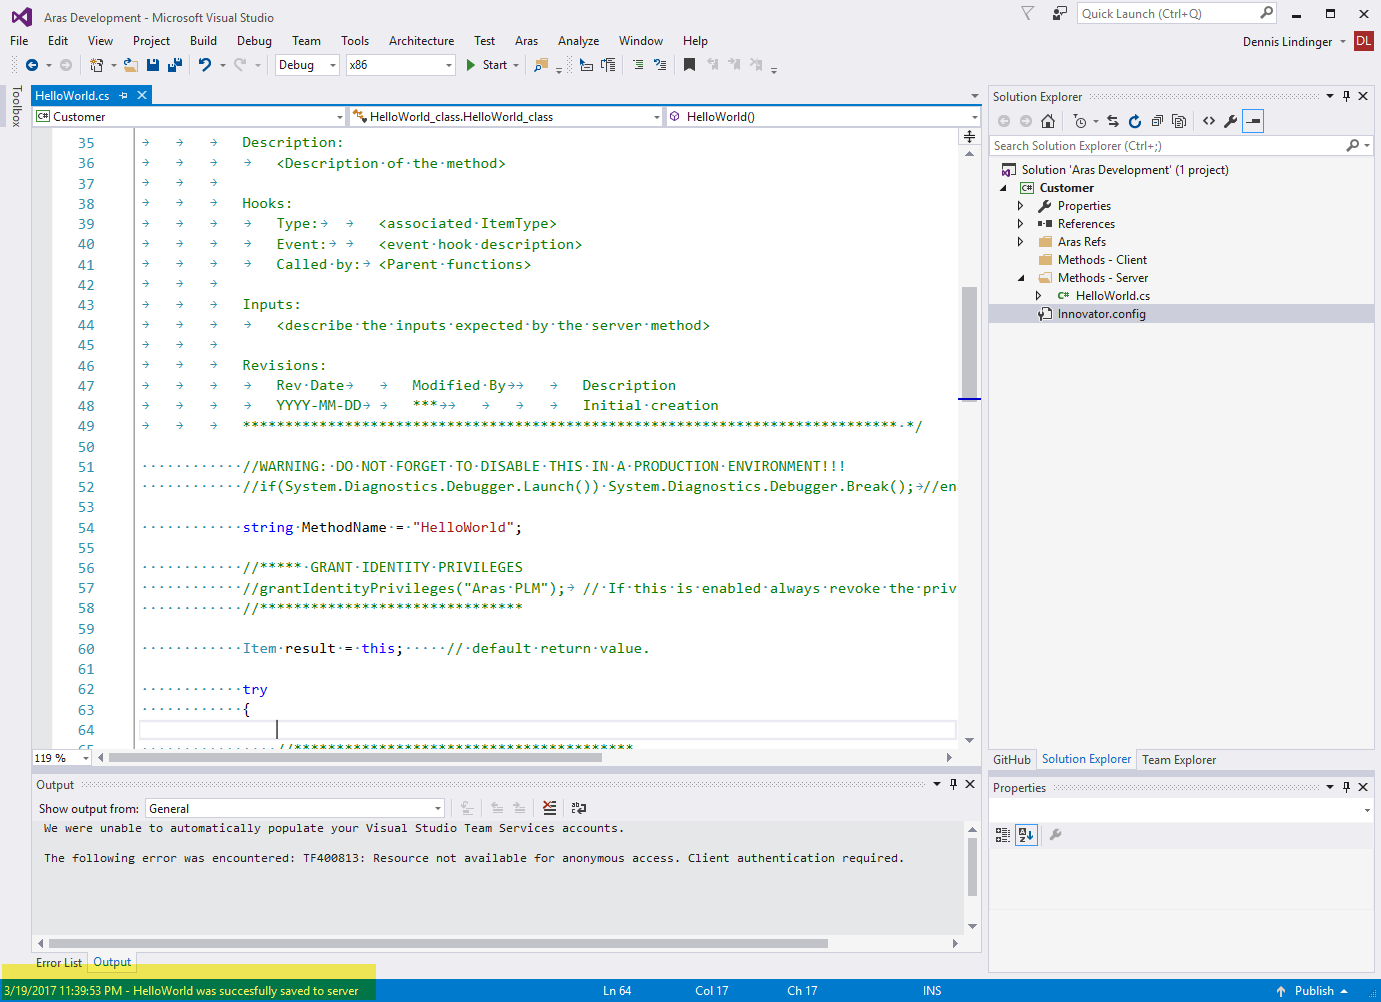 Aras Development - Microsoft Visual Studio
Quick Launch (Ctrl+Q)
File Edit View Project Build Debug Team Tools Architecture Test Aras Analyze Window Help
Dennis Lindinger DL
Debug x86 Start
Toolbox
HelloWorld.cs
C# Customer HelloWorld_class.HelloWorld_class HelloWorld()
35 Description:
36 <Description of the method>
37
38 Hooks:
39 Type: <associated ItemType>
40 Event: <event hook description>
41 Called by: <Parent functions>
42
43 Inputs:
44 <describe the inputs expected by the server method>
45
46 Revisions:
47 Rev Date Modified By Description
48 YYYY-MM-DD *** Initial creation
49 ***************************************************************************** */
50
51 //WARNING: DO NOT FORGET TO DISABLE THIS IN A PRODUCTION ENVIRONMENT!!!
52 //if(System.Diagnostics.Debugger.Launch()) System.Diagnostics.Debugger.Break(); //en
53
54 string MethodName = "HelloWorld";
55
56 //***** GRANT IDENTITY PRIVILEGES
57 //grantIdentityPrivileges("Aras PLM"); // If this is enabled always revoke the priv
58 //*******************************
59
60 Item result = this; // default return value.
61
62 try
63 {
64
65 //****************************************
119 %
Solution Explorer
Search Solution Explorer (Ctrl+;)
Solution 'Aras Development' (1 project)
C# Customer
Properties
References
Aras Refs
Methods - Client
Methods - Server
C# HelloWorld.cs
Innovator.config
GitHub Solution Explorer Team Explorer
Output
Show output from: General
We were unable to automatically populate your Visual Studio Team Services accounts.
The following error was encountered: TF400813: Resource not available for anonymous access. Client authentication required.
Properties
Error List Output
3/19/2017 11:39:53 PM - HelloWorld was succesfully saved to server Ln 64 Col 17 Ch 17 INS Publish